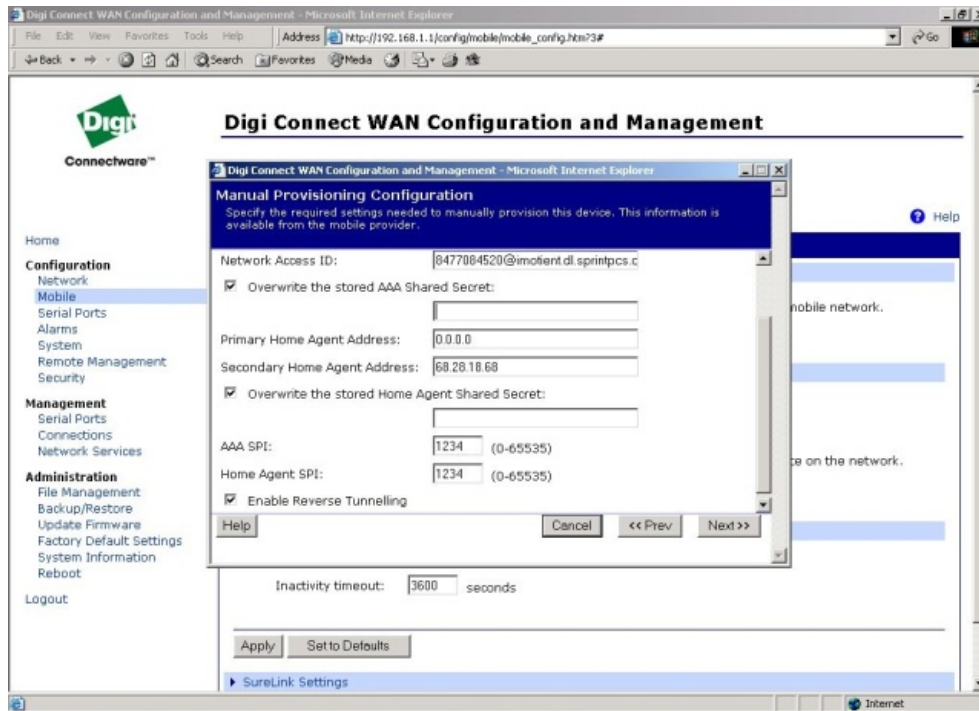 Digi Connect WAN Configuration and Management - Microsoft Internet Explorer
File Edit View Favorites Tools Help Address http://192.168.1.1/config/mobile/mobile_config.htm?3# Go
Back Search Favorites Media
Digi
Connectware™
Digi Connect WAN Configuration and Management
Help
Home
Configuration
Network
Mobile
Serial Ports
Alarms
System
Remote Management
Security
Management
Serial Ports
Connections
Network Services
Administration
File Management
Backup/Restore
Update Firmware
Factory Default Settings
System Information
Reboot
Logout
Digi Connect WAN Configuration and Management - Microsoft Internet Explorer
Manual Provisioning Configuration
Specify the required settings needed to manually provision this device. This information is
available from the mobile provider.
Network Access ID: 8477084520@imotient.dl.sprintpcs.c
Overwrite the stored AAA Shared Secret:
Primary Home Agent Address: 0.0.0.0
Secondary Home Agent Address: 68.28.18.68
Overwrite the stored Home Agent Shared Secret:
AAA SPI: 1234 (0-65535)
Home Agent SPI: 1234 (0-65535)
Enable Reverse Tunnelling
Help Cancel << Prev Next >>
mobile network.
on the network.
Inactivity timeout: 3600 seconds
Apply Set to Defaults
SureLink Settings
Internet